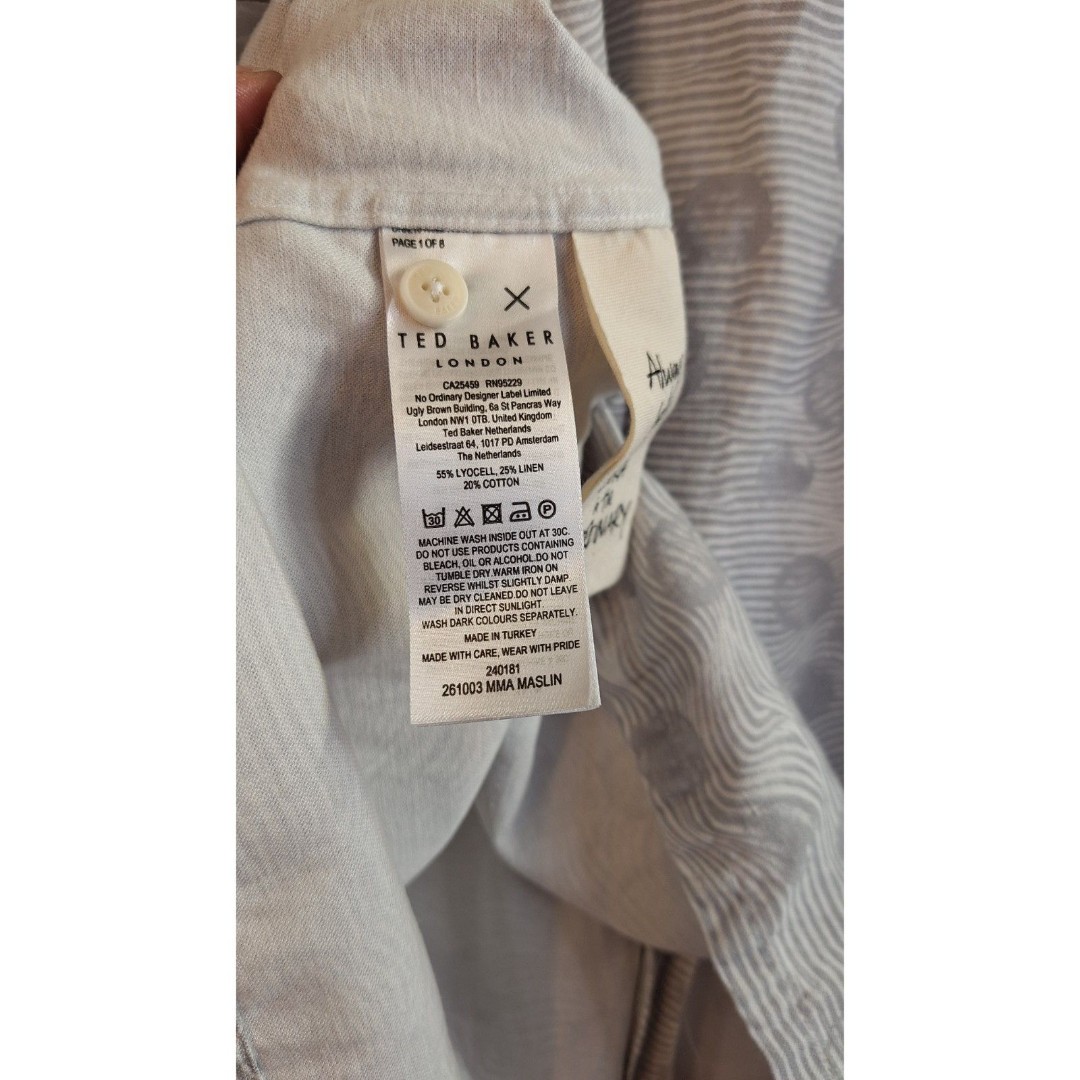 PAGE 1 OF 8
TED BAKER
LONDON
CA25459 RN95229
No Ordinary Designer Label Limited
Ugly Brown Building, 6a St Pancras Way
London NW1 0TB. United Kingdom
Ted Baker Netherlands
Leidsestraat 64, 1017 PD Amsterdam
The Netherlands
55% LYOCELL, 25% LINEN
20% COTTON
30
P
MACHINE WASH INSIDE OUT AT 30C.
DO NOT USE PRODUCTS CONTAINING
BLEACH, OIL OR ALCOHOL.DO NOT
TUMBLE DRY.WARM IRON ON
REVERSE WHILST SLIGHTLY DAMP.
MAY BE DRY CLEANED.DO NOT LEAVE
IN DIRECT SUNLIGHT.
WASH DARK COLOURS SEPARATELY.
MADE IN TURKEY
MADE WITH CARE, WEAR WITH PRIDE
240181
261003 MMA MASLIN